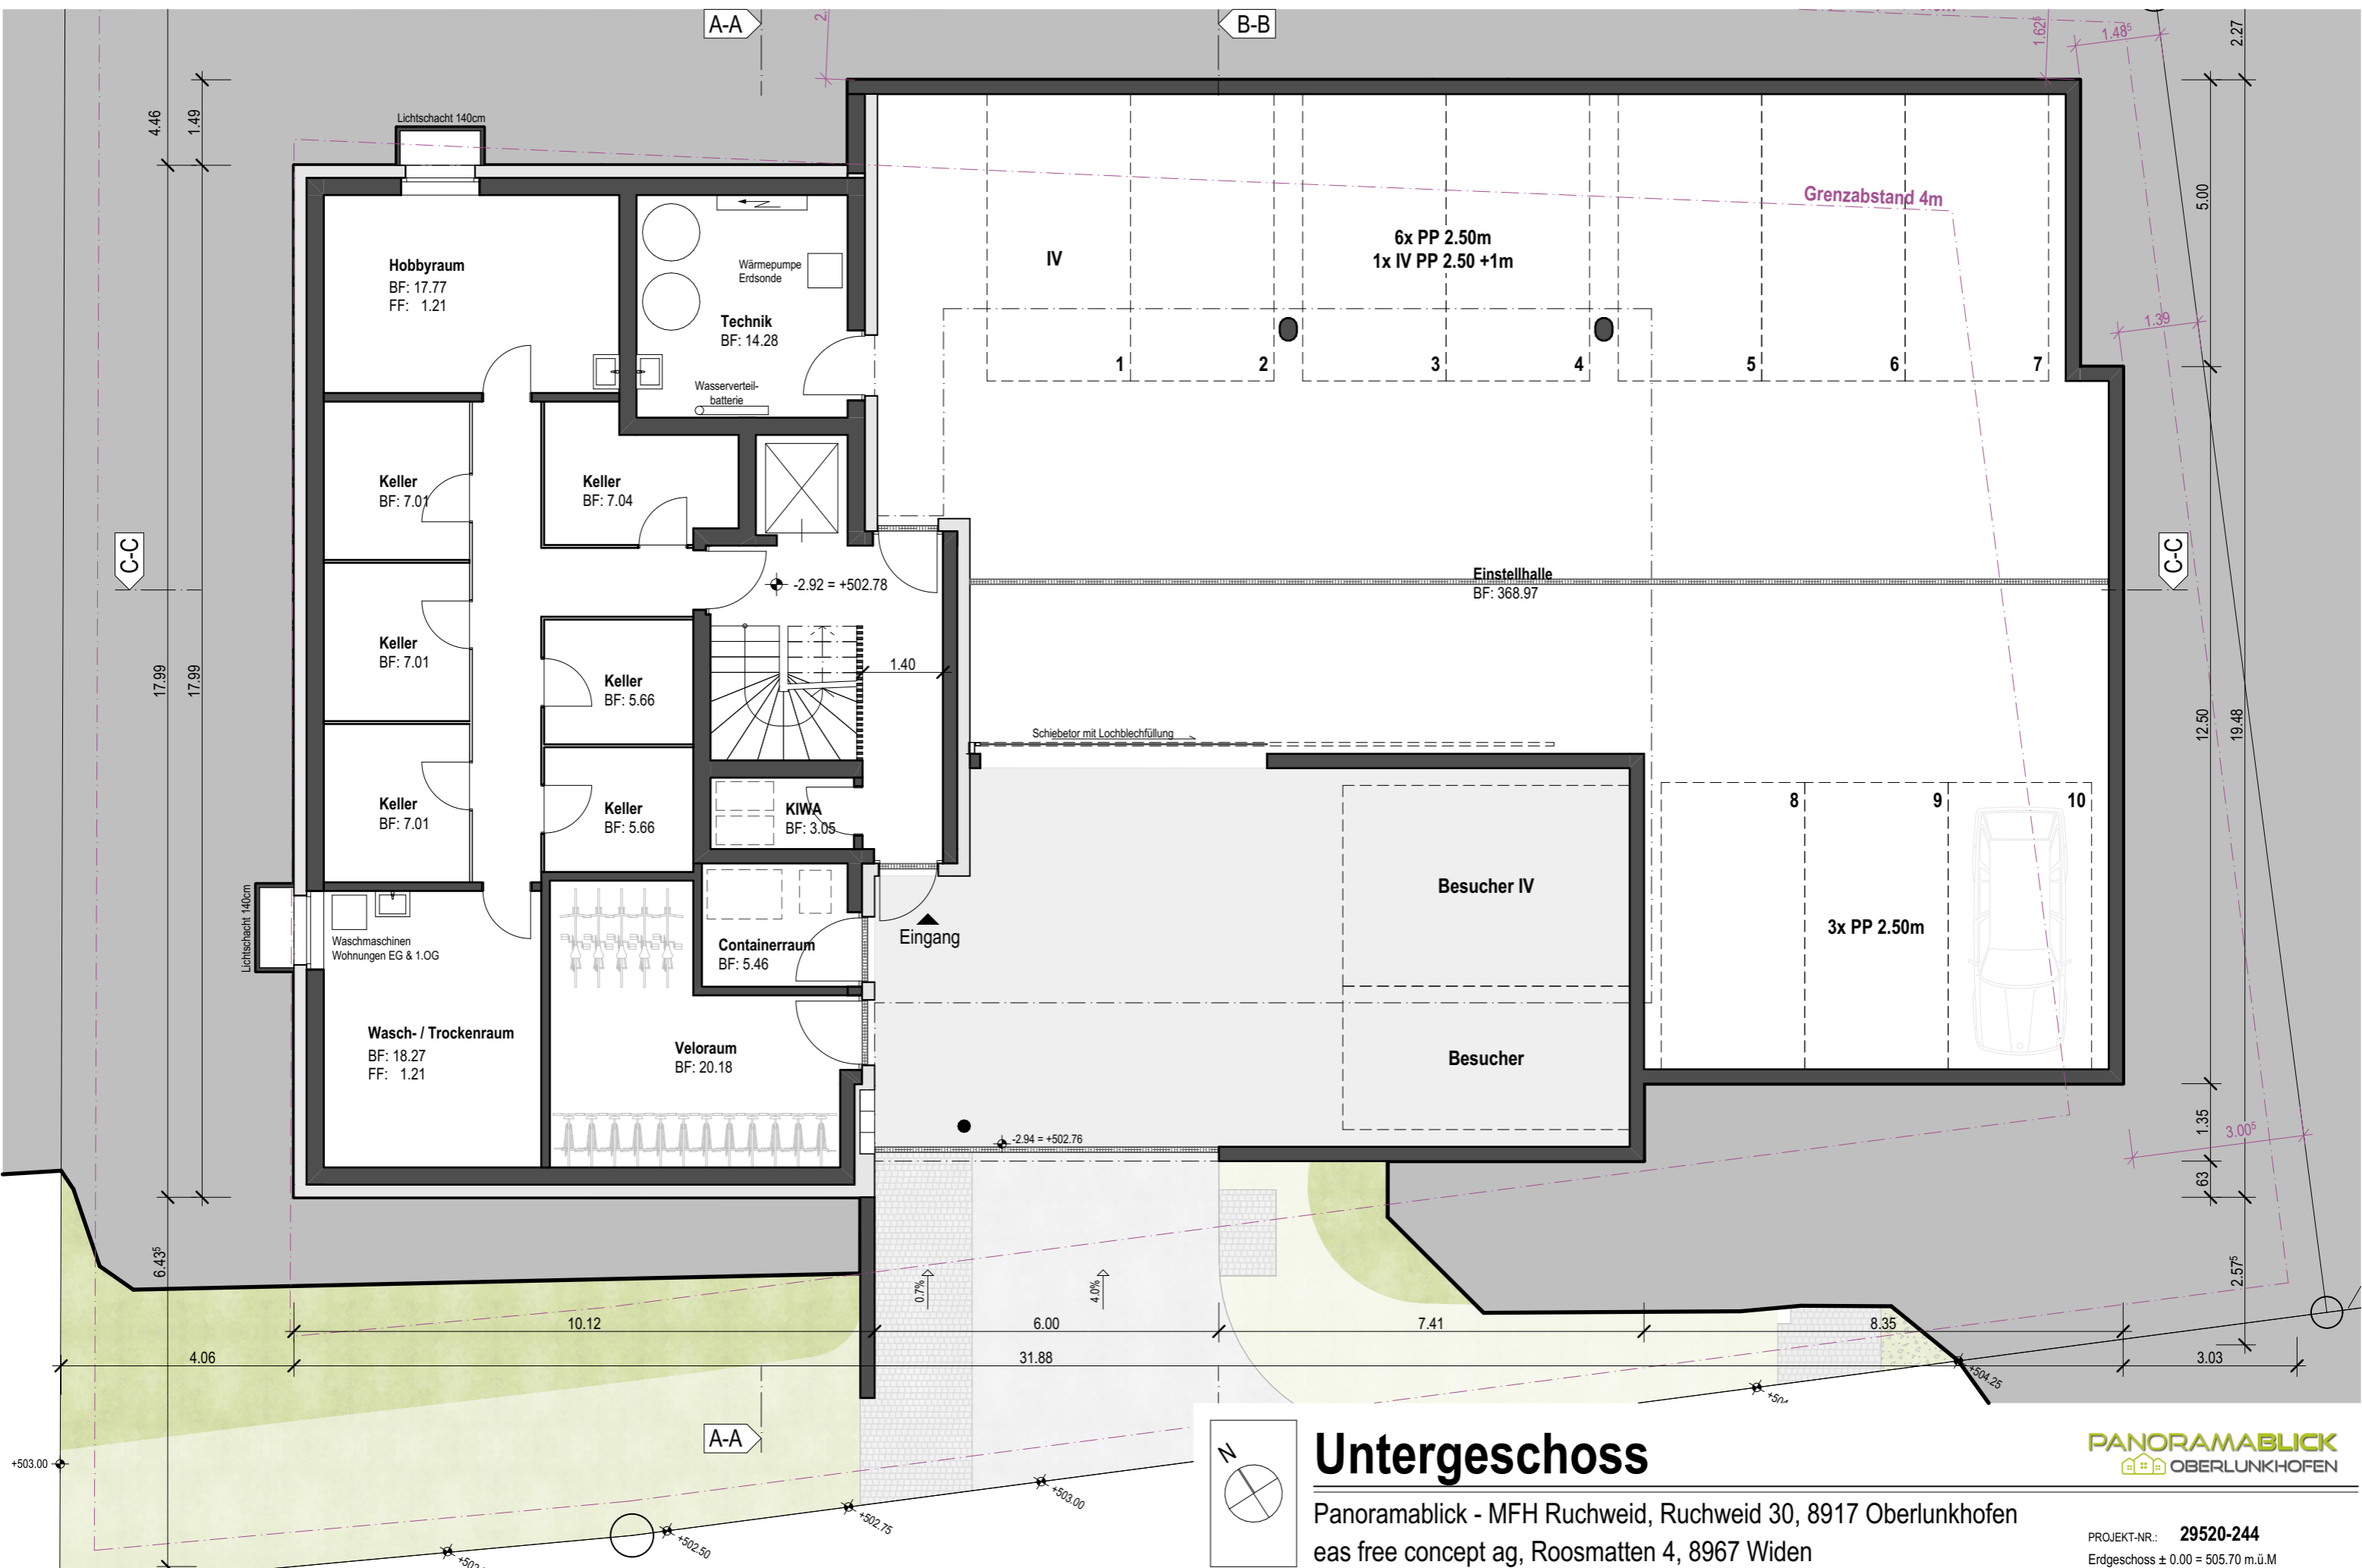 A-A
B-B
2.27
1.62⁵
1.48⁵
4.46
1.49
Lichtschacht 140cm
Grenzabstand 4m
5.00
Hobbyraum
BF: 17.77
FF: 1.21
Wärmepumpe
Erdsonde
Technik
BF: 14.28
Wasserverteil-
batterie
IV
6x PP 2.50m
1x IV PP 2.50 +1m
1.39
1
2
3
4
5
6
7
Keller
BF: 7.01
Keller
BF: 7.04
C-C
C-C
-2.92 = +502.78
Einstellhalle
BF: 368.97
Keller
BF: 7.01
Keller
BF: 5.66
1.40
17.99
17.99
12.50
19.48
Schiebetor mit Lochblechfüllung
Keller
BF: 7.01
Keller
BF: 5.66
KIWA
BF: 3.05
8
9
10
Lichtschacht 140cm
Waschmaschinen
Wohnungen EG & 1.OG
Containerraum
BF: 5.46
Eingang
Besucher IV
3x PP 2.50m
Wasch- / Trockenraum
BF: 18.27
FF: 1.21
Veloraum
BF: 20.18
Besucher
-2.94 = +502.76
1.35
3.00⁵
63
6.43⁵
0.7%
4.0%
2.57⁵
10.12
6.00
7.41
8.35
4.06
31.88
3.03
+504.25
A-A
+503.00
+503.00
+502.75
+502.50
N
Untergeschoss
PANORAMABLICK
OBERLUNKHOFEN
Panoramablick - MFH Ruchweid, Ruchweid 30, 8917 Oberlunkhofen
eas free concept ag, Roosmatten 4, 8967 Widen
PROJEKT-NR.: 29520-244
Erdgeschoss ± 0.00 = 505.70 m.ü.M